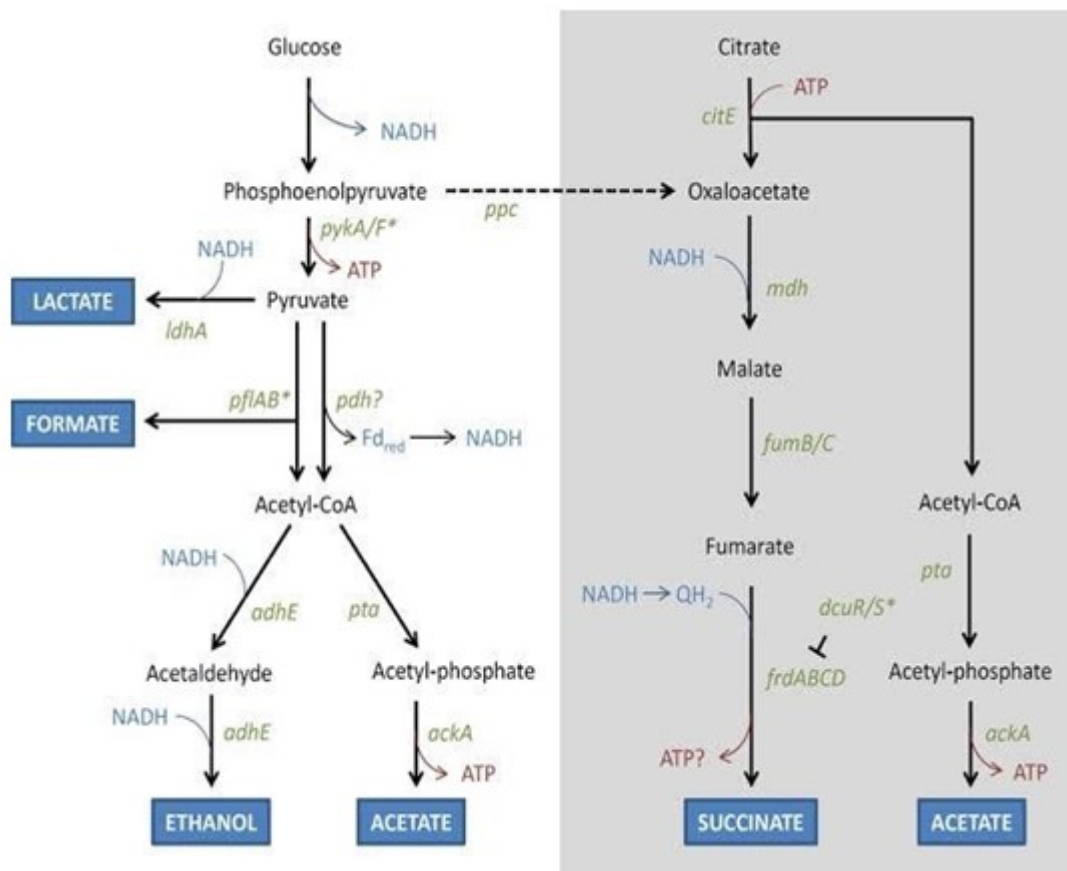 Glucose
NADH
Phosphoenolpyruvate
ppc
pykA/F*
ATP
NADH
LACTATE
Pyruvate
ldhA
pflAB*
pdh?
FORMATE
Fdred
NADH
Acetyl-CoA
NADH
adhE
pta
Acetaldehyde
Acetyl-phosphate
NADH
adhE
ackA
ATP
ETHANOL
ACETATE
Citrate
ATP
citE
Oxaloacetate
NADH
mdh
Malate
fumB/C
Acetyl-CoA
Fumarate
pta
NADH
QH2
dcuR/S*
frdABCD
Acetyl-phosphate
ATP?
ackA
ATP
SUCCINATE
ACETATE